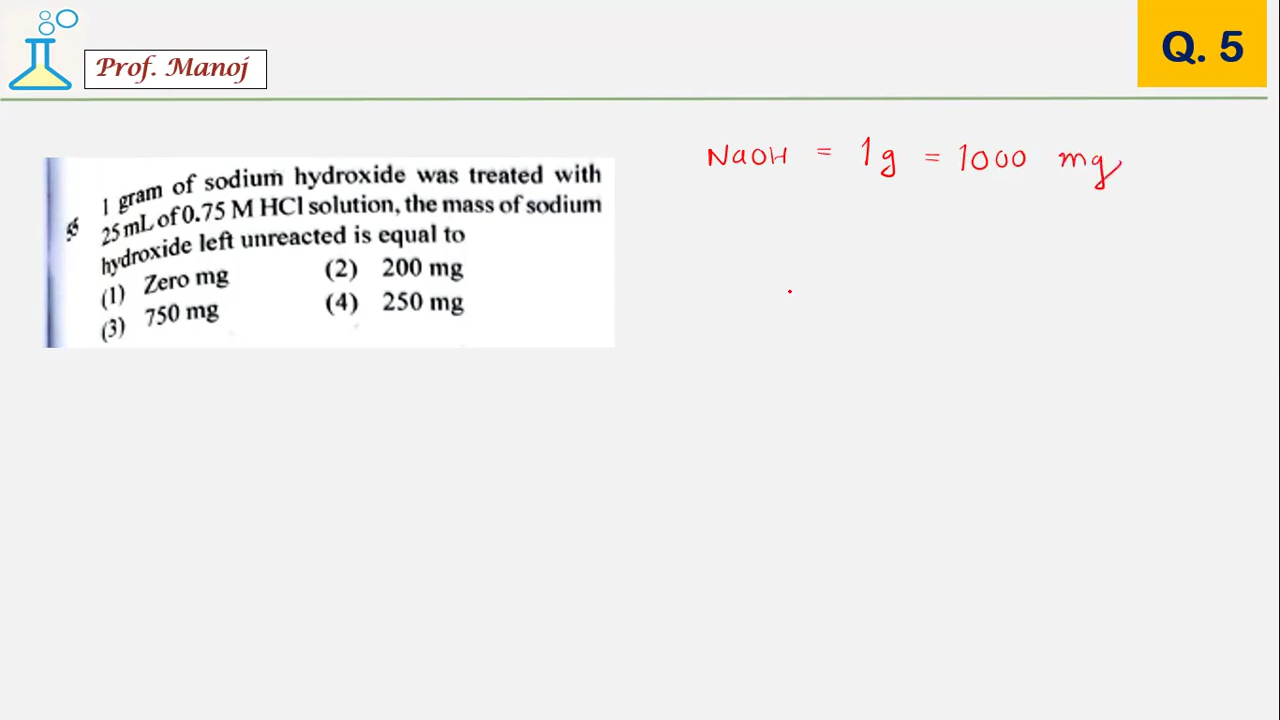 Prof. Manoj
Q. 5
NaOH = 1g = 1000 mg
1 gram of sodium hydroxide was treated with
25 mL of 0.75 M HCl solution, the mass of sodium
hydroxide left unreacted is equal to
(1) Zero mg (2) 200 mg
(3) 750 mg (4) 250 mg